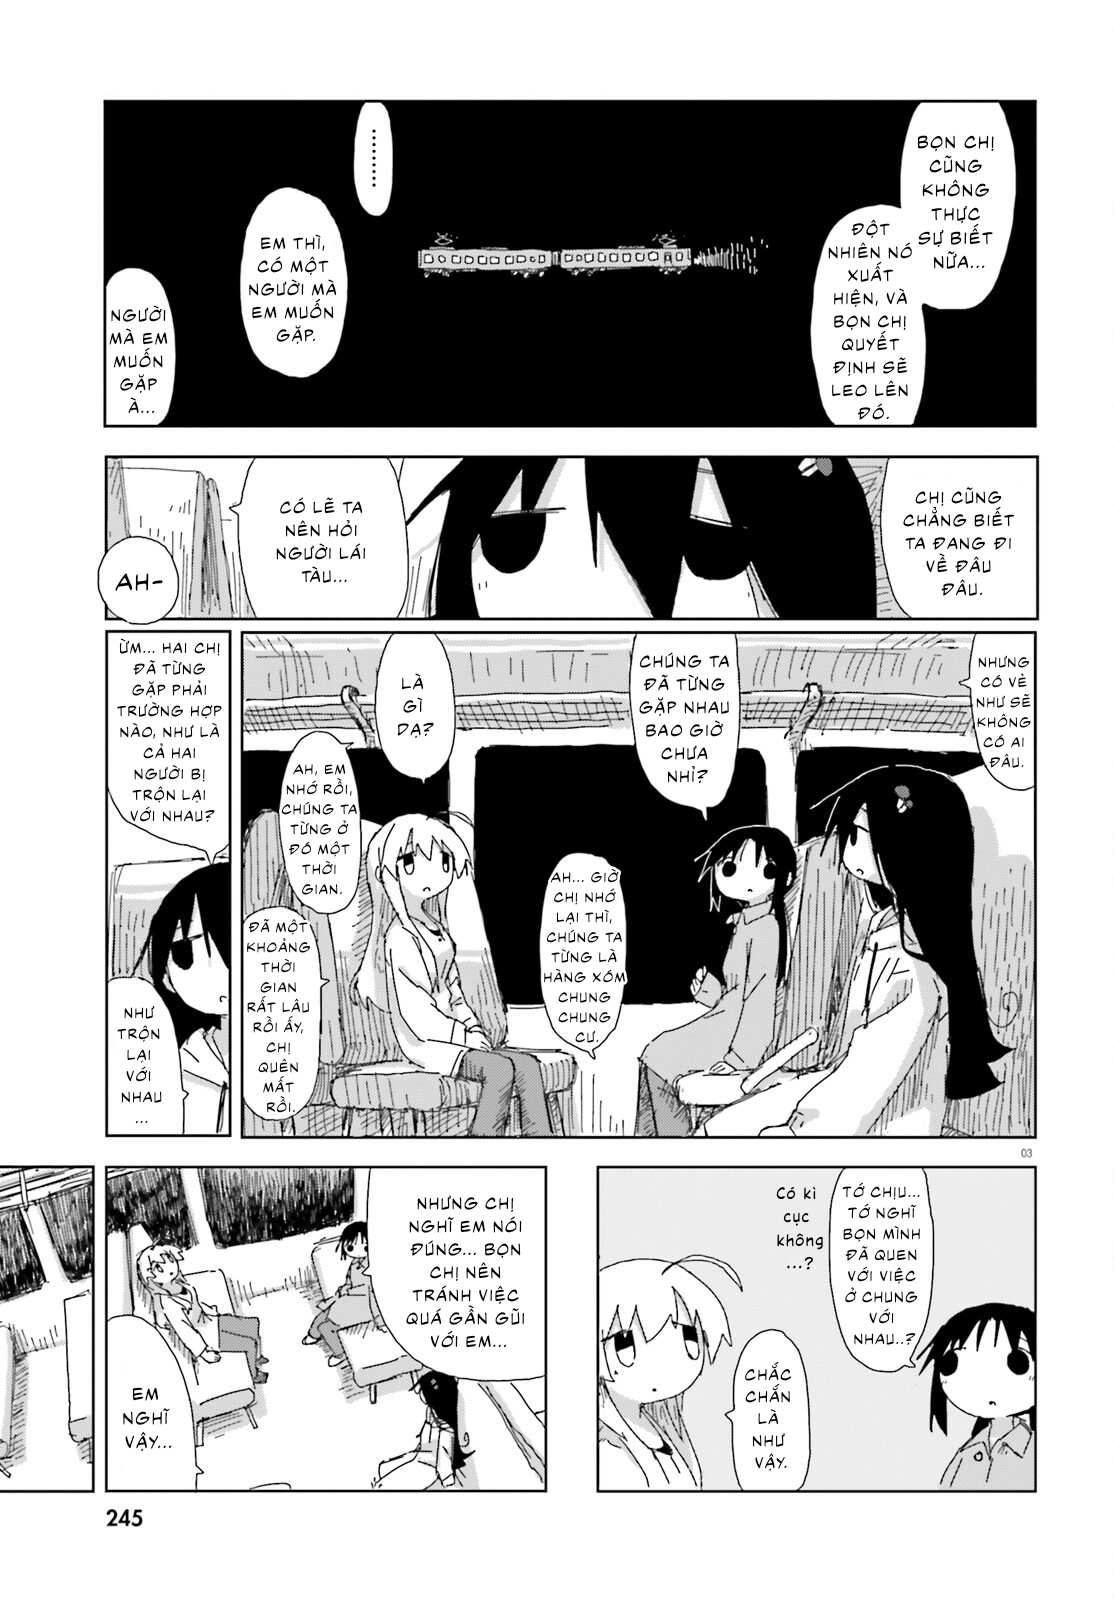 BỌN CHỊ
CŨNG
KHÔNG
THỰC
SỰ BIẾT
NỮA...
ĐỘT
NHIÊN NÓ
XUẤT
HIỆN, VÀ
BỌN CHỊ
QUYẾT
ĐỊNH SẼ
LEO LÊN
ĐÓ.
.........
EM THÌ,
CÓ MỘT
NGƯỜI MÀ
EM MUỐN
GẶP.
NGƯỜI
MÀ EM
MUỐN
GẶP
À...
CHỊ CŨNG
CHẲNG BIẾT
TA ĐANG ĐI
VỀ ĐÂU
ĐÂU.
CÓ LẼ TA
NÊN HỎI
NGƯỜI LÁI
TÀU...
AH-
NHƯNG
CÓ VẺ
NHƯ SẼ
KHÔNG
CÓ AI
ĐÂU.
CHÚNG TA
ĐÃ TỪNG
GẶP NHAU
BAO GIỜ
CHƯA
NHỈ?
LÀ
GÌ
DẠ?
AH... GIỜ
CHỊ NHỚ
LẠI THÌ,
CHÚNG TA
TỪNG LÀ
HÀNG XÓM
CHUNG
CHUNG
CƯ.
AH, EM
NHỚ RỒI,
CHÚNG TA
TỪNG Ở
ĐÓ MỘT
THỜI
GIAN.
ĐÃ MỘT
KHOẢNG
THỜI
GIAN
RẤT LÂU
RỒI ẤY,
CHỊ
QUÊN
MẤT
RỒI.
ỪM... HAI CHỊ
ĐÃ TỪNG
GẶP PHẢI
TRƯỜNG HỢP
NÀO, NHƯ LÀ
CẢ HAI
NGƯỜI BỊ
TRỘN LẠI
VỚI NHAU?
NHƯ
TRỘN
LẠI
VỚI
NHAU
...
03
TỚ CHỊU...
TỚ NGHĨ
BỌN MÌNH
ĐÃ QUEN
VỚI VIỆC
Ở CHUNG
VỚI
NHAU..?
Có kì
cục
không
...?
CHẮC
CHẮN
LÀ
NHƯ
VẬY.
NHƯNG CHỊ
NGHĨ EM NÓI
ĐÚNG... BỌN
CHỊ NÊN
TRÁNH VIỆC
QUÁ GẦN GŨI
VỚI EM...
EM
NGHĨ
VẬY...
245